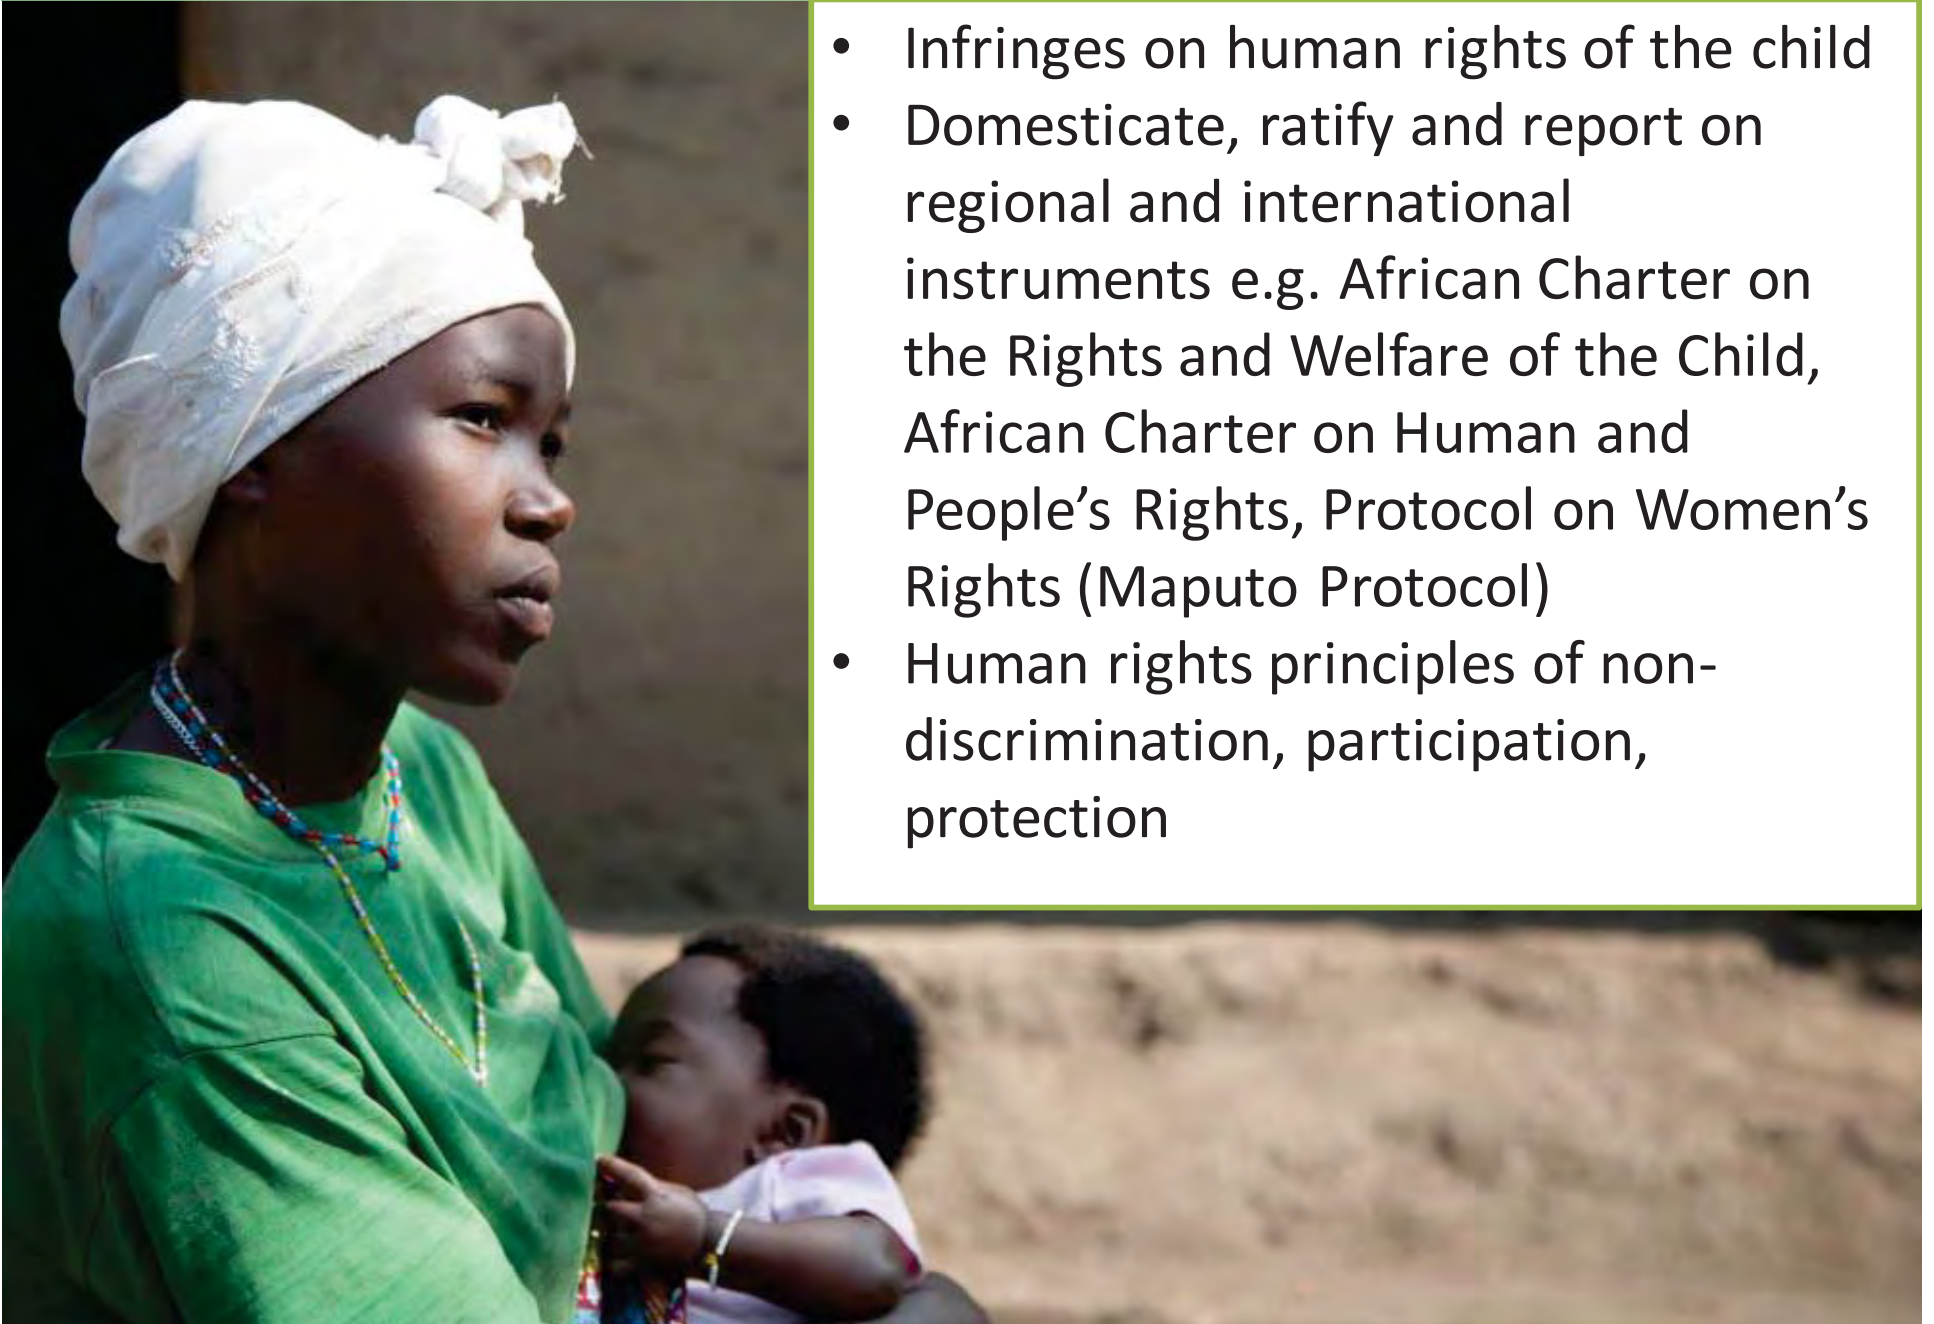 • Infringes on human rights of the child
• Domesticate, ratify and report on
regional and international
instruments e.g. African Charter on
the Rights and Welfare of the Child,
African Charter on Human and
People’s Rights, Protocol on Women’s
Rights (Maputo Protocol)
• Human rights principles of non-
discrimination, participation,
protection